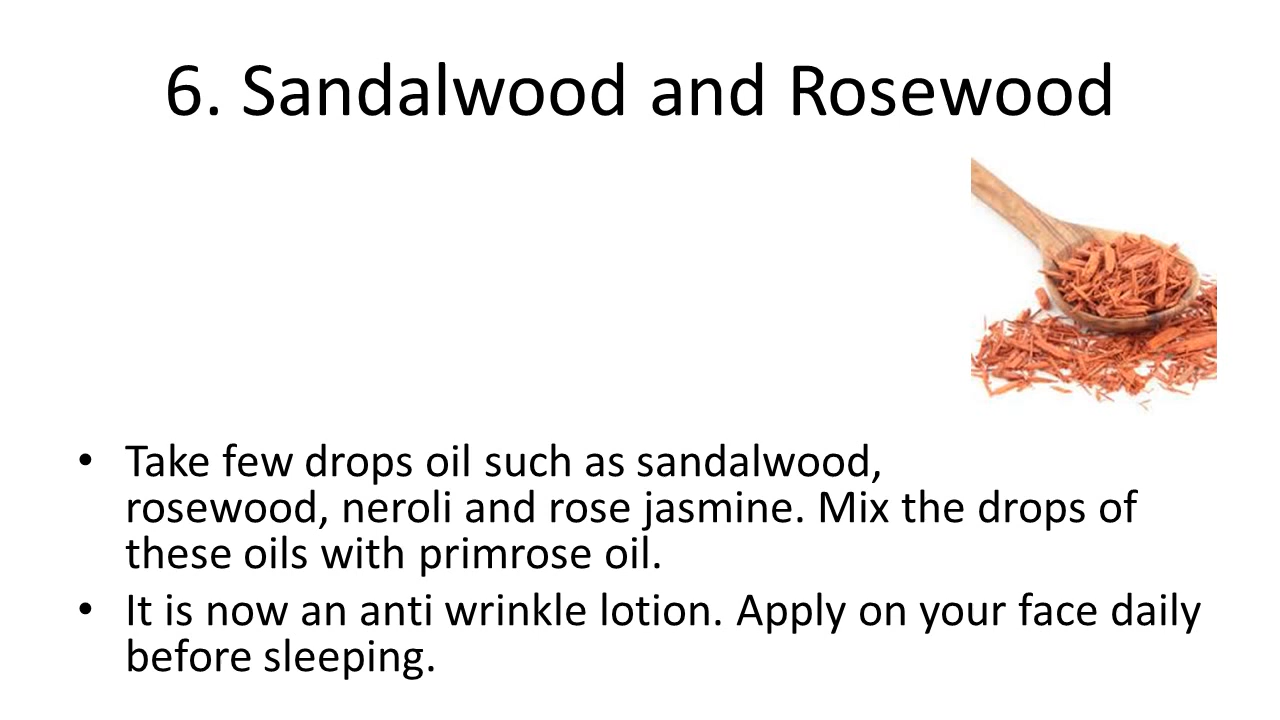 6. Sandalwood and Rosewood
• Take few drops oil such as sandalwood,
rosewood, neroli and rose jasmine. Mix the drops of
these oils with primrose oil.
• It is now an anti wrinkle lotion. Apply on your face daily
before sleeping.